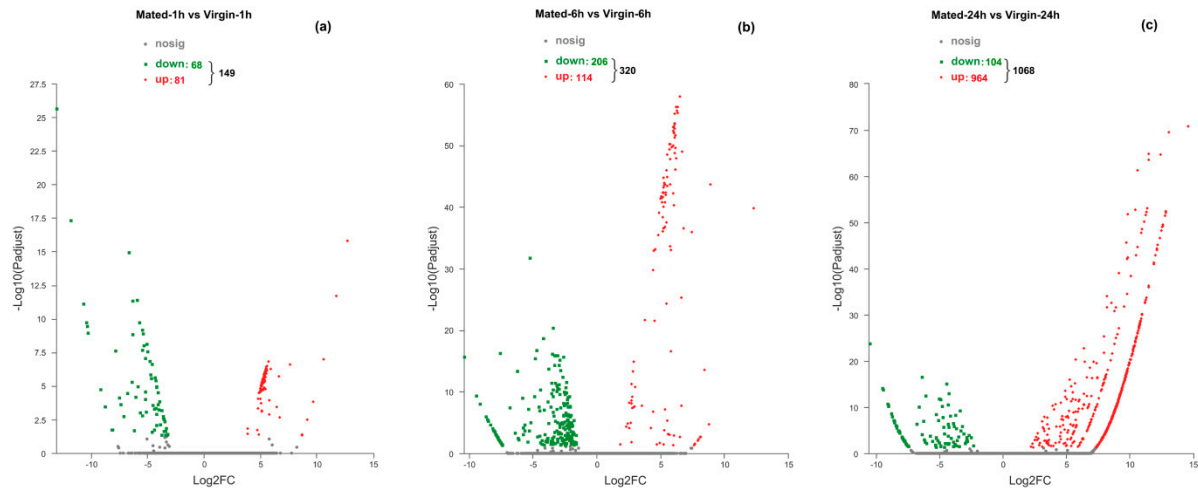 Mated-1h vs Virgin-1h
(a)
nosig
down: 68
up: 81
149
27.5
25
22.5
20
17.5
15
12.5
10
7.5
5
2.5
0
-10
-5
0
5
10
15
-Log10(Padjust)
Log2FC
Mated-6h vs Virgin-6h
(b)
nosig
down: 206
up: 114
320
60
50
40
30
20
10
0
-10
-5
0
5
10
15
-Log10(Padjust)
Log2FC
Mated-24h vs Virgin-24h
(c)
nosig
down: 104
up: 964
1068
80
70
60
50
40
30
20
10
0
-10
-5
0
5
10
15
-Log10(Padjust)
Log2FC